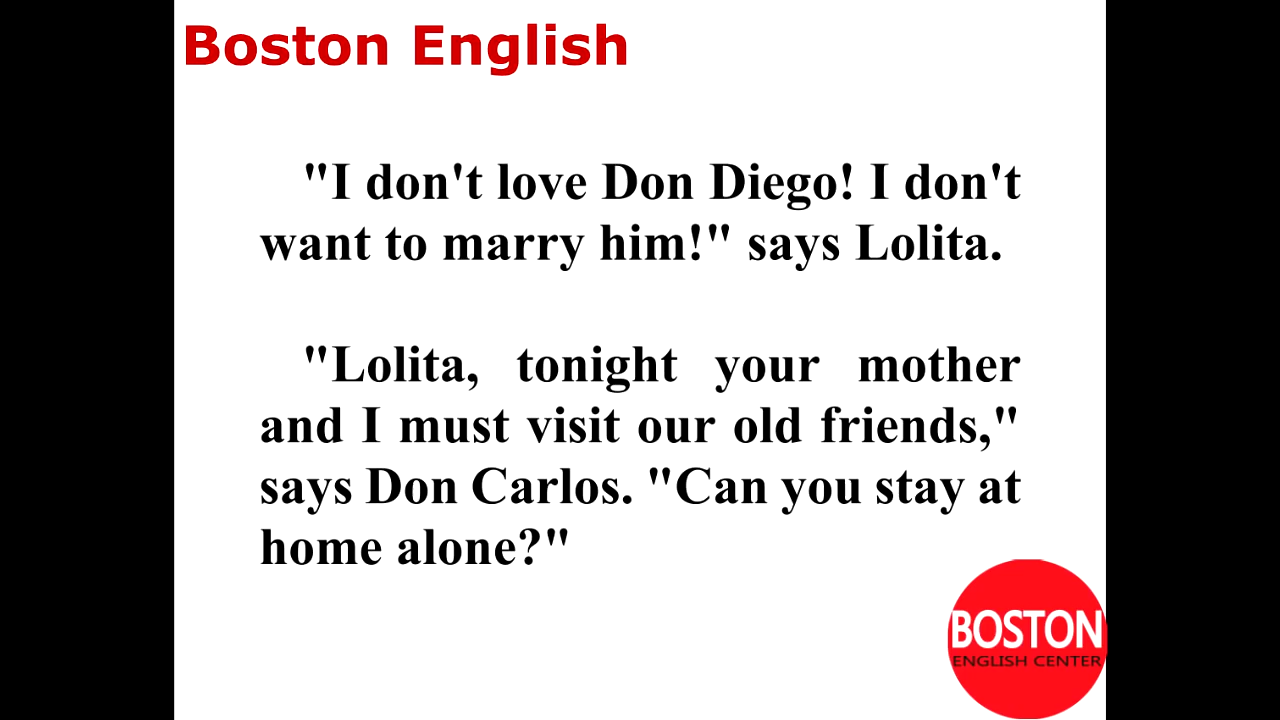 Boston English
"I don't love Don Diego! I don't
want to marry him!" says Lolita.
"Lolita, tonight your mother
and I must visit our old friends,"
says Don Carlos. "Can you stay at
home alone?"
BOSTON
ENGLISH CENTER